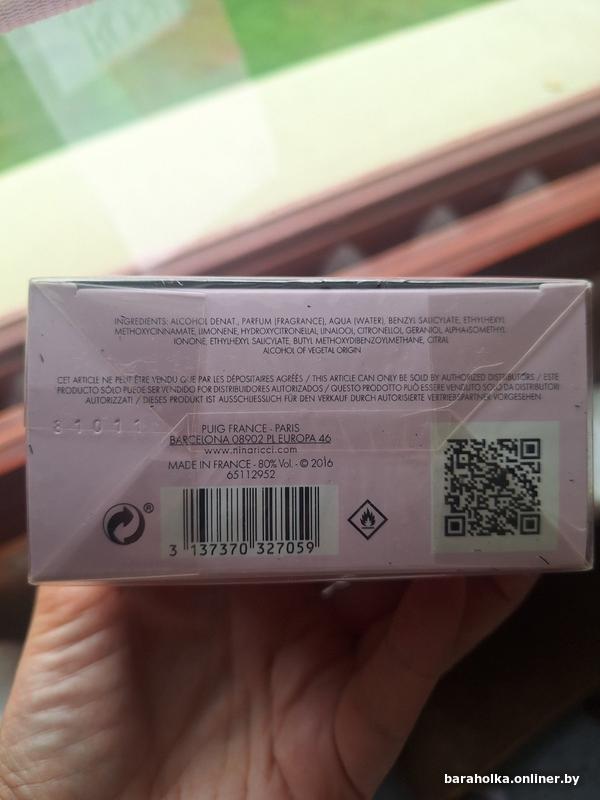 INGREDIENTS: ALCOHOL DENAT., PARFUM (FRAGRANCE), AQUA (WATER), BENZYL SALICYLATE, ETHYLHEXYL
METHOXYCINNAMATE, LIMONENE, HYDROXYCITRONELLAL, LINALOOL, CITRONELLOL, GERANIOL, ALPHA-ISOMETHYL
IONONE, ETHYLHEXYL SALICYLATE, BUTYL METHOXYDIBENZOYLMETHANE, CITRAL
ALCOHOL OF VEGETAL ORIGIN
CET ARTICLE NE PEUT ÊTRE VENDU QUE PAR LES DÉPOSITAIRES AGRÉÉS / THIS ARTICLE CAN ONLY BE SOLD BY AUTHORIZED DISTRIBUTORS / ESTE
PRODUCTO SÓLO PUEDE SER VENDIDO POR DISTRIBUIDORES AUTORIZADOS / QUESTO PRODOTTO PUÒ ESSERE VENDUTO SOLO DA DISTRIBUTORI
AUTORIZZATI / DIESES PRODUKT IST AUSSCHLIESSLICH FÜR DEN VERKAUF DURCH AUTORISIERTE VERTRIEBSPARTNER VORGESEHEN
PUIG FRANCE - PARIS
BARCELONA 08902 PL EUROPA 46
www.ninaricci.com
MADE IN FRANCE - 80% Vol. - © 2016
65112952
®
3 137370 327059
baraholka.onliner.by